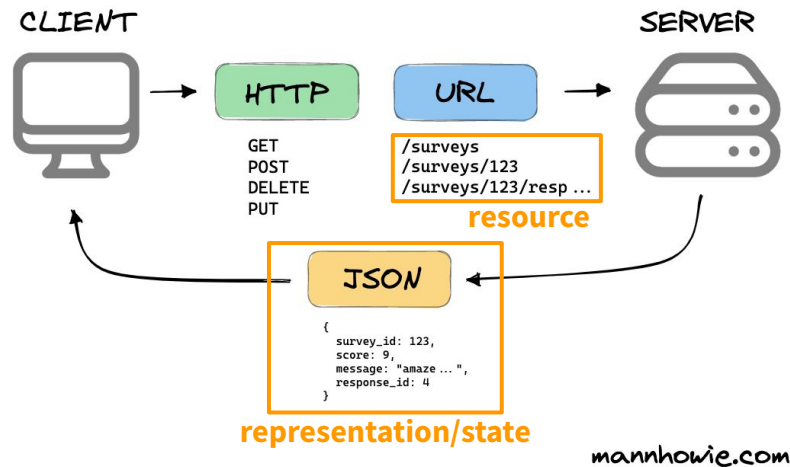 CLIENT
SERVER
HTTP
URL
GET
POST
DELETE
PUT
/surveys
/surveys/123
/surveys/123/resp ...
resource
JSON
{
survey_id: 123,
score: 9,
message: "amaze ...",
response_id: 4
}
representation/state
mannhowie.com